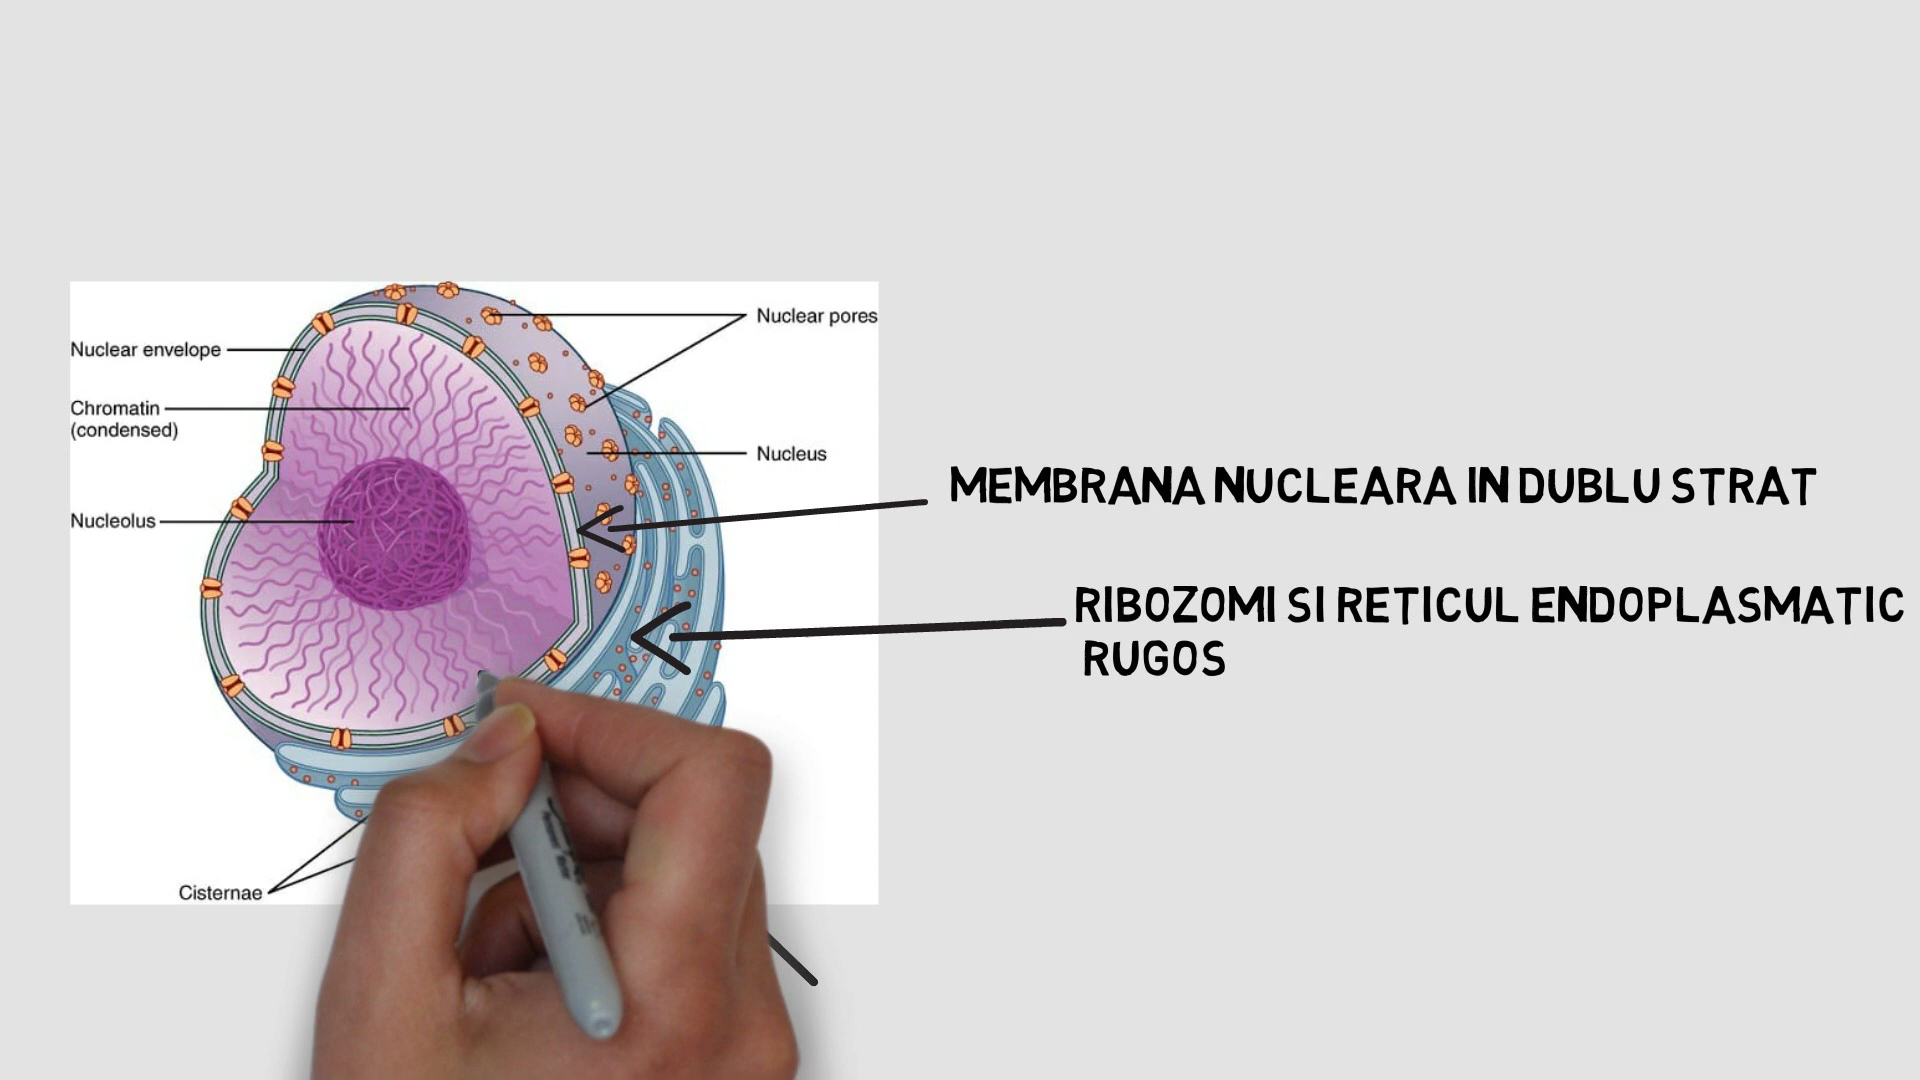 Nuclear pores
Nuclear envelope
Chromatin
(condensed)
Nucleus
Nucleolus
Cisternae
MEMBRANA NUCLEARA IN DUBLU STRAT
RIBOZOMI SI RETICUL ENDOPLASMATIC
RUGOS